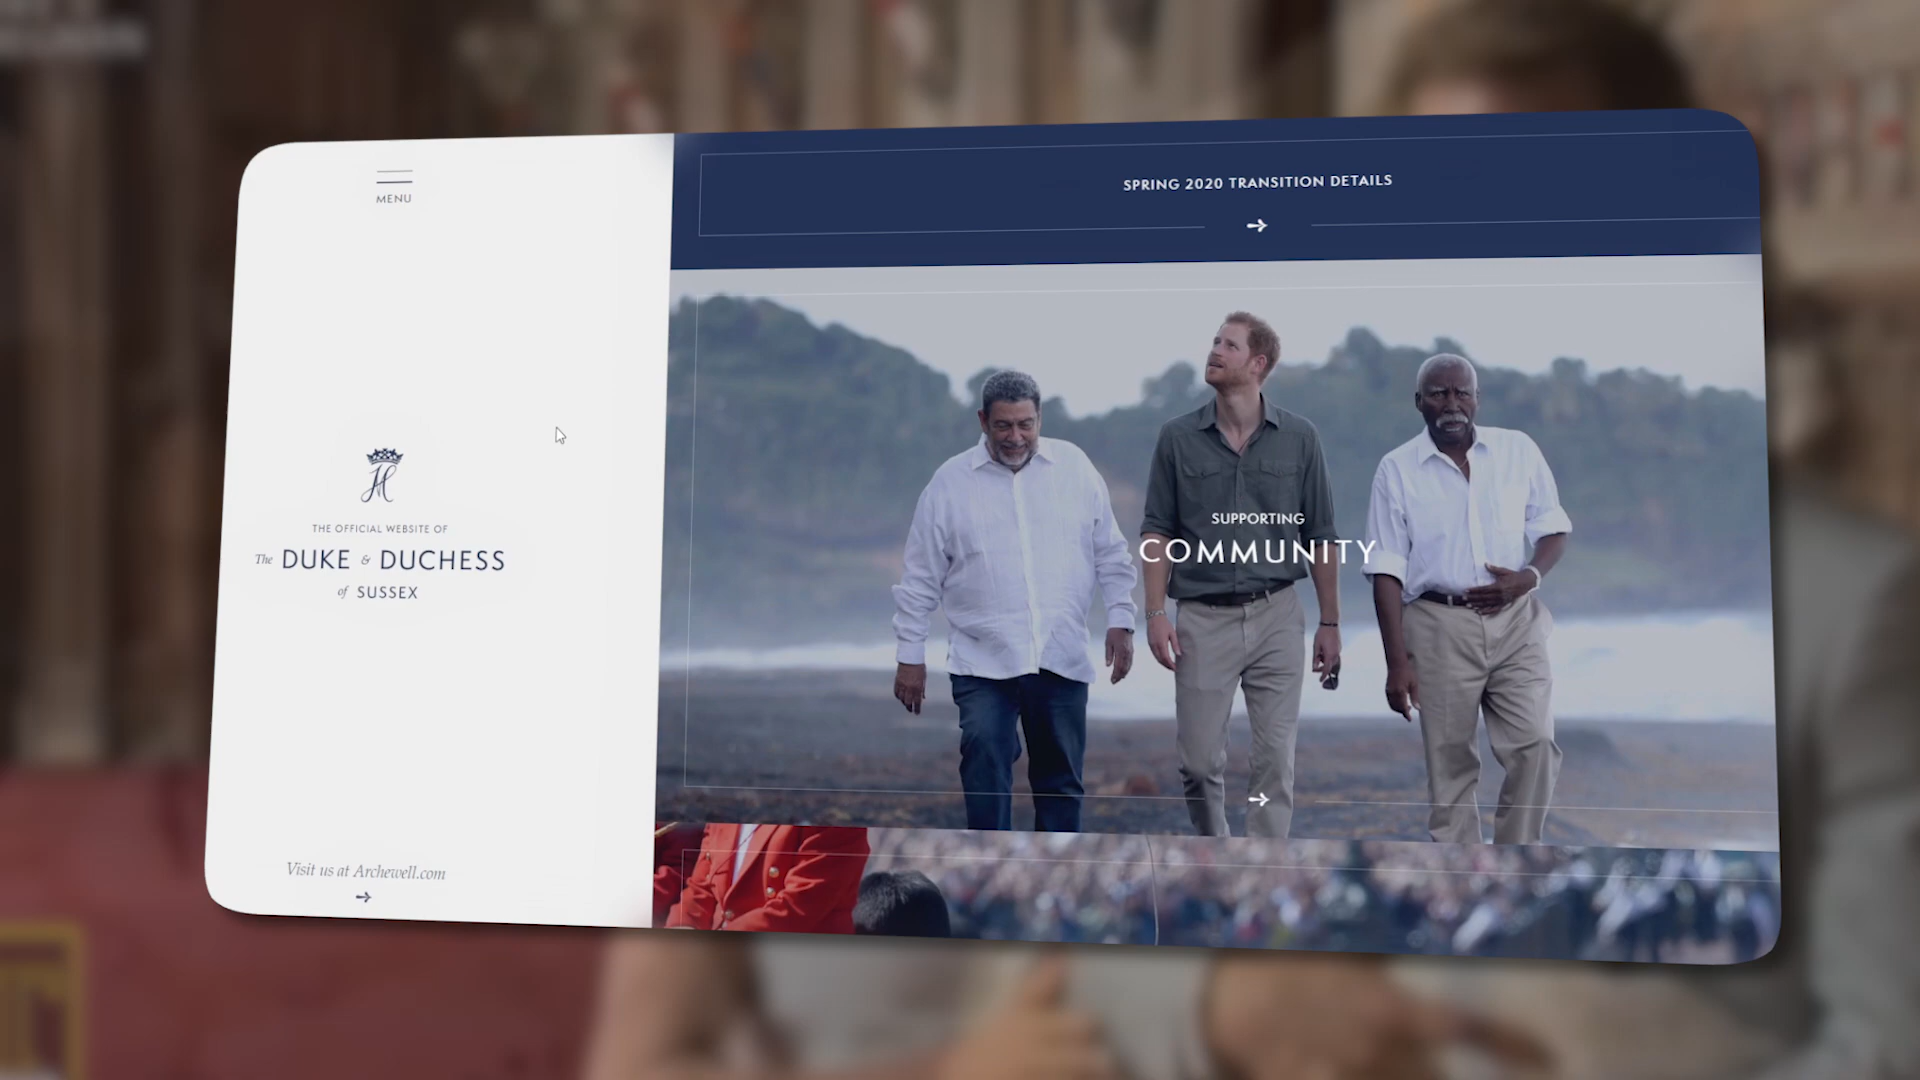 MENU
THE OFFICIAL WEBSITE OF
The DUKE & DUCHESS
of SUSSEX
Visit us at Archewell.com
SPRING 2020 TRANSITION DETAILS
SUPPORTING
COMMUNITY